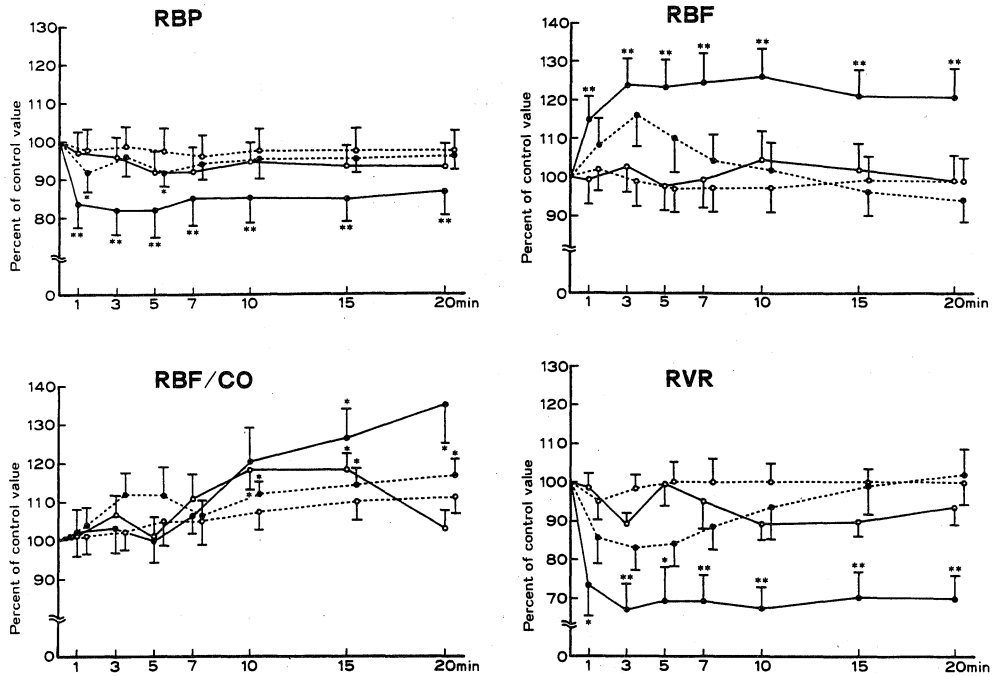 RBP
Percent of control value
130
120
110
100
90
80
0
1 3 5 7 10 15 20min
* * ** ** ** ** ** ** **
RBF
Percent of control value
130
120
110
100
90
0
1 3 5 7 10 15 20min
** ** ** ** ** ** **
RBF/CO
Percent of control value
140
130
120
110
100
90
0
1 3 5 7 10 15 20min
* * * * * * *
RVR
Percent of control value
130
120
110
100
90
80
70
0
1 3 5 7 10 15 20min
* ** * ** ** ** **